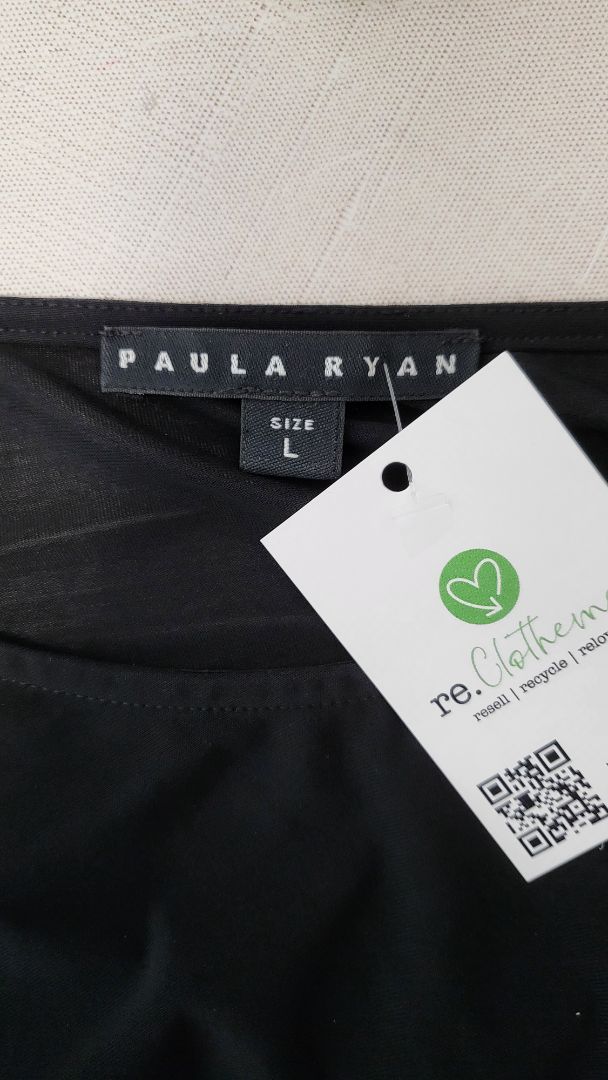 PAULA RYAN
SIZE
L
re.
resell | recycle |